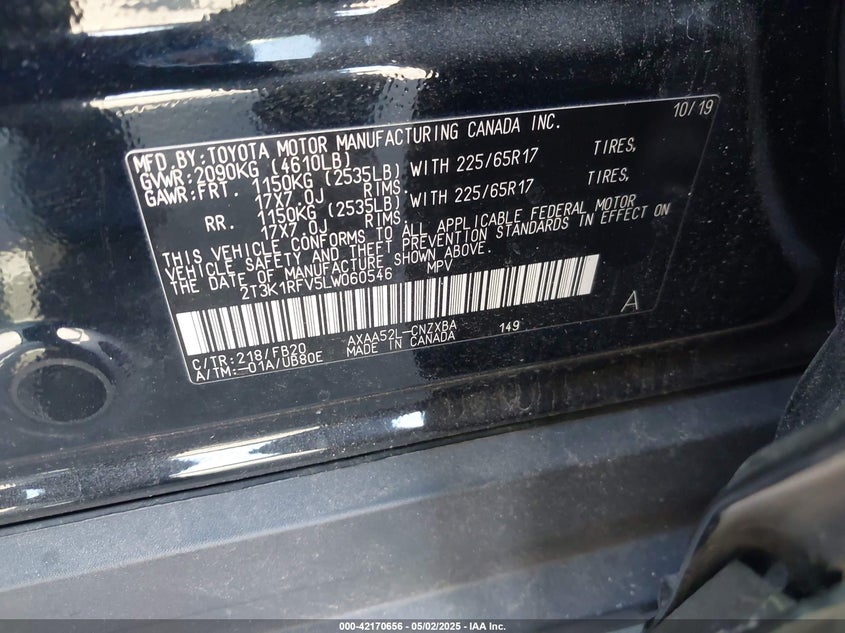 10/19
MFD.BY:TOYOTA MOTOR MANUFACTURING CANADA INC.
GVWR:2090KG (4610LB)
GAWR:FRT. 1150KG (2535LB) WITH 225/65R17 TIRES,
17X7.0J RIMS,
RR. 1150KG (2535LB) WITH 225/65R17 TIRES,
17X7.0J RIMS.
THIS VEHICLE CONFORMS TO ALL APPLICABLE FEDERAL MOTOR
VEHICLE SAFETY AND THEFT PREVENTION STANDARDS IN EFFECT ON
THE DATE OF MANUFACTURE SHOWN ABOVE.
2T3K1RFV5LW060546 MPV
A
C/TR:218/FB20 AXAA52L-CNZXBA 149
A/TM:-01A/UB80E MADE IN CANADA
000-42170656 - 05/02/2025 - IAA Inc.